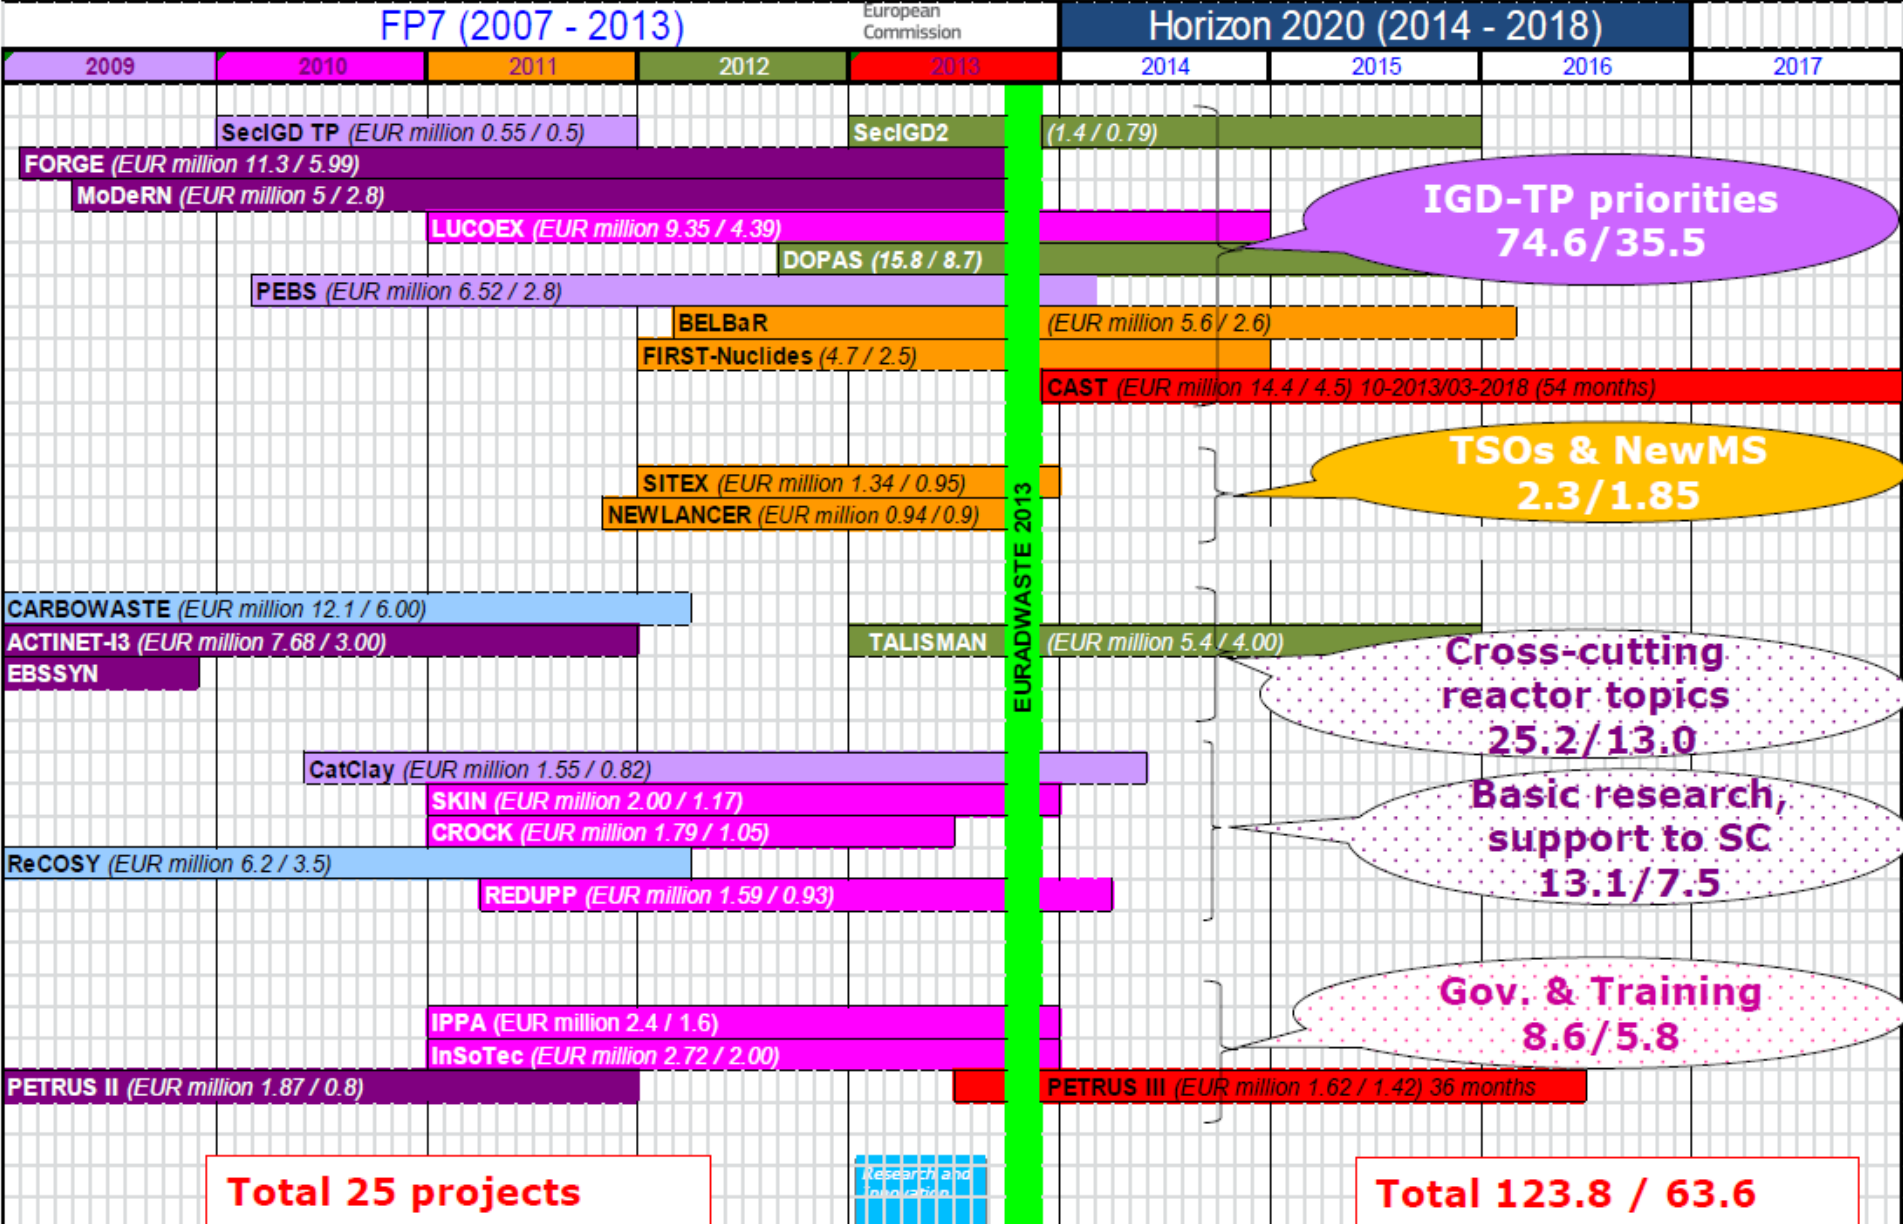 FP7 (2007 - 2013)
European
Commission
Horizon 2020 (2014 - 2018)
2009 2010 2011 2012 2013 2014 2015 2016 2017
SecIGD TP (EUR million 0.55 / 0.5)
SecIGD2 (1.4 / 0.79)
FORGE (EUR million 11.3 / 5.99)
MoDeRN (EUR million 5 / 2.8)
LUCOEX (EUR million 9.35 / 4.39)
DOPAS (15.8 / 8.7)
PEBS (EUR million 6.52 / 2.8)
BELBaR (EUR million 5.6 / 2.6)
FIRST-Nuclides (4.7 / 2.5)
CAST (EUR million 14.4 / 4.5) 10-2013/03-2018 (54 months)
IGD-TP priorities
74.6/35.5
SITEX (EUR million 1.34 / 0.95)
NEWLANCER (EUR million 0.94 / 0.9)
TSOs & NewMS
2.3/1.85
EURADWASTE 2013
CARBOWASTE (EUR million 12.1 / 6.00)
ACTINET-I3 (EUR million 7.68 / 3.00)
TALISMAN (EUR million 5.4 / 4.00)
EBSSYN
Cross-cutting
reactor topics
25.2/13.0
CatClay (EUR million 1.55 / 0.82)
SKIN (EUR million 2.00 / 1.17)
CROCK (EUR million 1.79 / 1.05)
ReCOSY (EUR million 6.2 / 3.5)
REDUPP (EUR million 1.59 / 0.93)
Basic research,
support to SC
13.1/7.5
IPPA (EUR million 2.4 / 1.6)
InSoTec (EUR million 2.72 / 2.00)
PETRUS II (EUR million 1.87 / 0.8)
PETRUS III (EUR million 1.62 / 1.42) 36 months
Gov. & Training
8.6/5.8
Total 25 projects
Research and
Innovation
Total 123.8 / 63.6